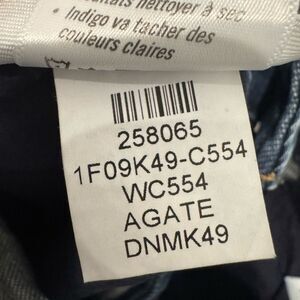 nettoyer à sec
• Indigo va tacher des
couleurs claires
258065
1F09K49-C554
WC554
AGATE
DNMK49